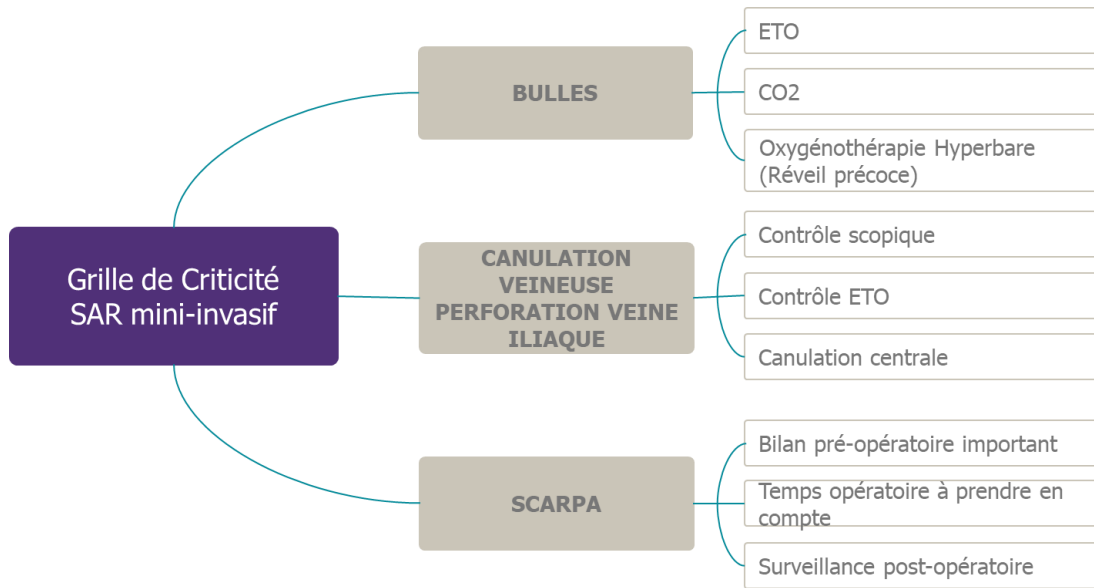 Grille de Criticité
SAR mini-invasif
BULLES
ETO
CO2
Oxygénothérapie Hyperbare
(Réveil précoce)
CANULATION
VEINEUSE
PERFORATION VEINE
ILIAQUE
Contrôle scopique
Contrôle ETO
Canulation centrale
SCARPA
Bilan pré-opératoire important
Temps opératoire à prendre en
compte
Surveillance post-opératoire